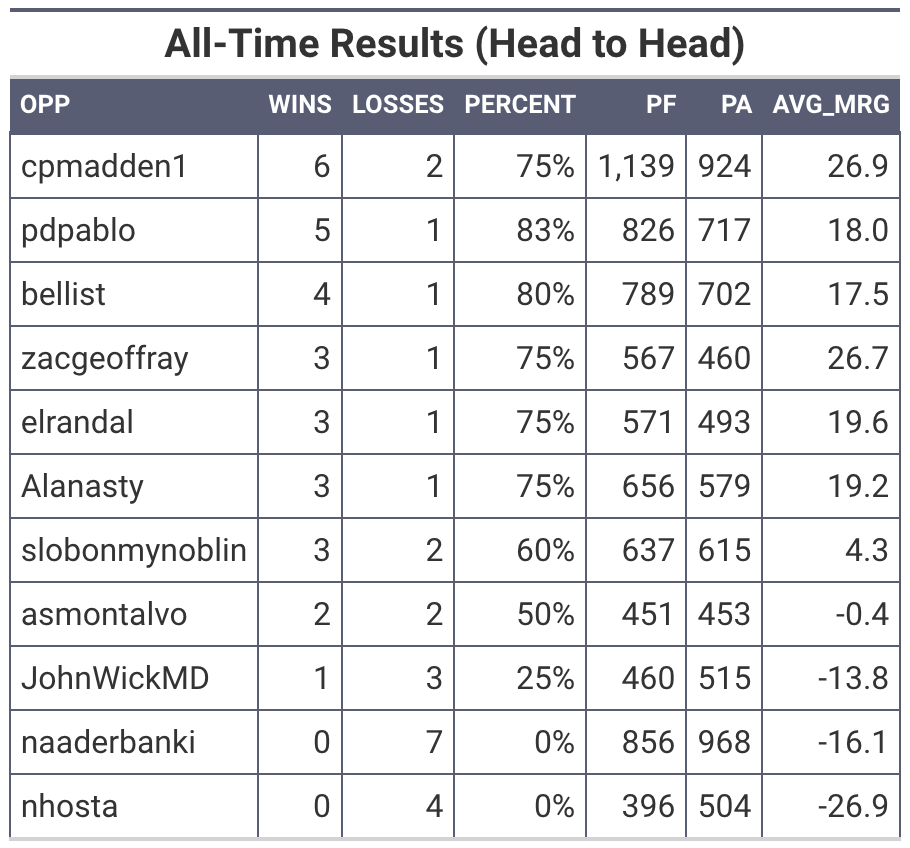 All-Time Results (Head to Head)
OPP WINS LOSSES PERCENT PF PA AVG_MRG
cpmadden1 6 2 75% 1,139 924 26.9
pdpablo 5 1 83% 826 717 18.0
bellist 4 1 80% 789 702 17.5
zacgeoffray 3 1 75% 567 460 26.7
elrandal 3 1 75% 571 493 19.6
Alanasty 3 1 75% 656 579 19.2
slobonmynoblin 3 2 60% 637 615 4.3
asmontalvo 2 2 50% 451 453 -0.4
JohnWickMD 1 3 25% 460 515 -13.8
naaderbanki 0 7 0% 856 968 -16.1
nhosta 0 4 0% 396 504 -26.9